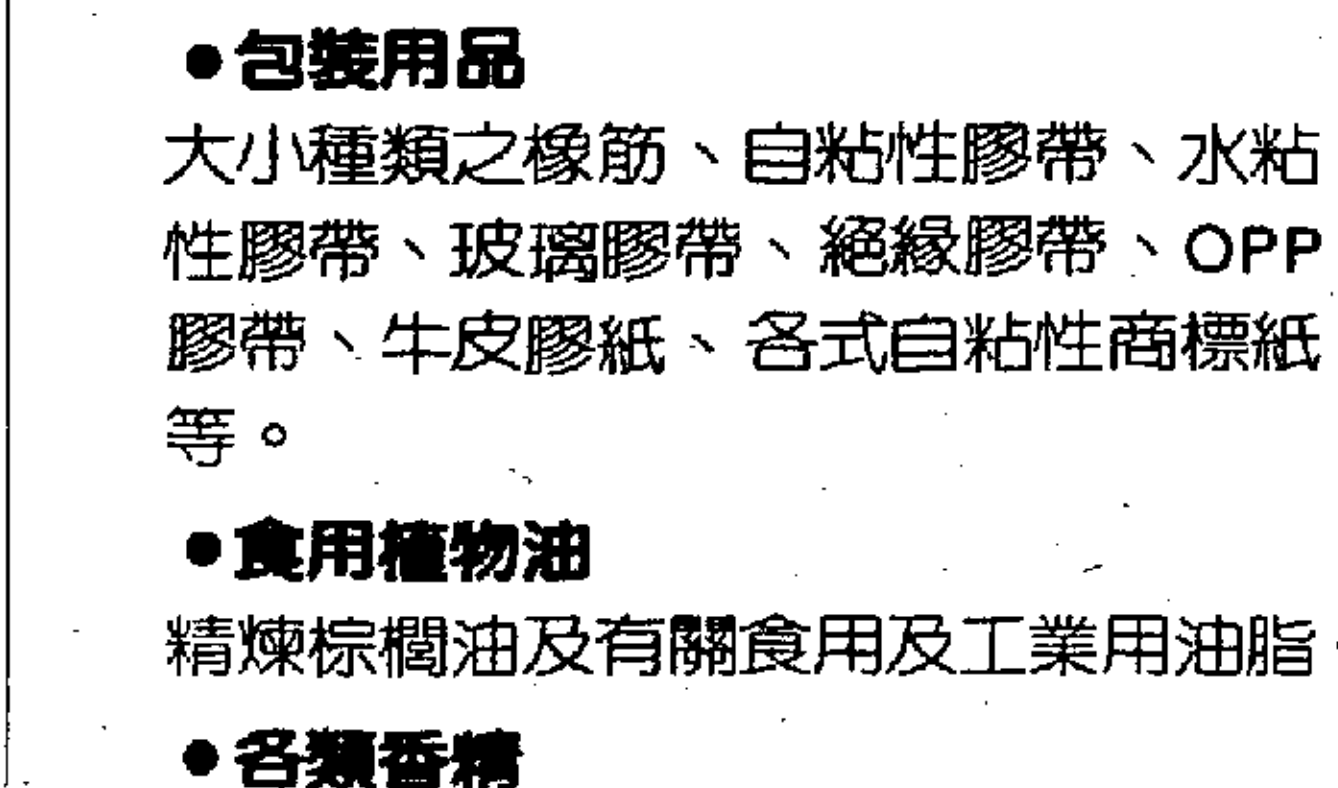 ●包裝用品
大小種類之橡筋、自粘性膠帶、水粘
性膠帶、玻璃膠帶、絕緣膠帶、OPP
膠帶、牛皮膠紙、各式自粘性商標紙
等。
●食用植物油
精煉棕櫚油及有關食用及工業用油脂
●各類香精